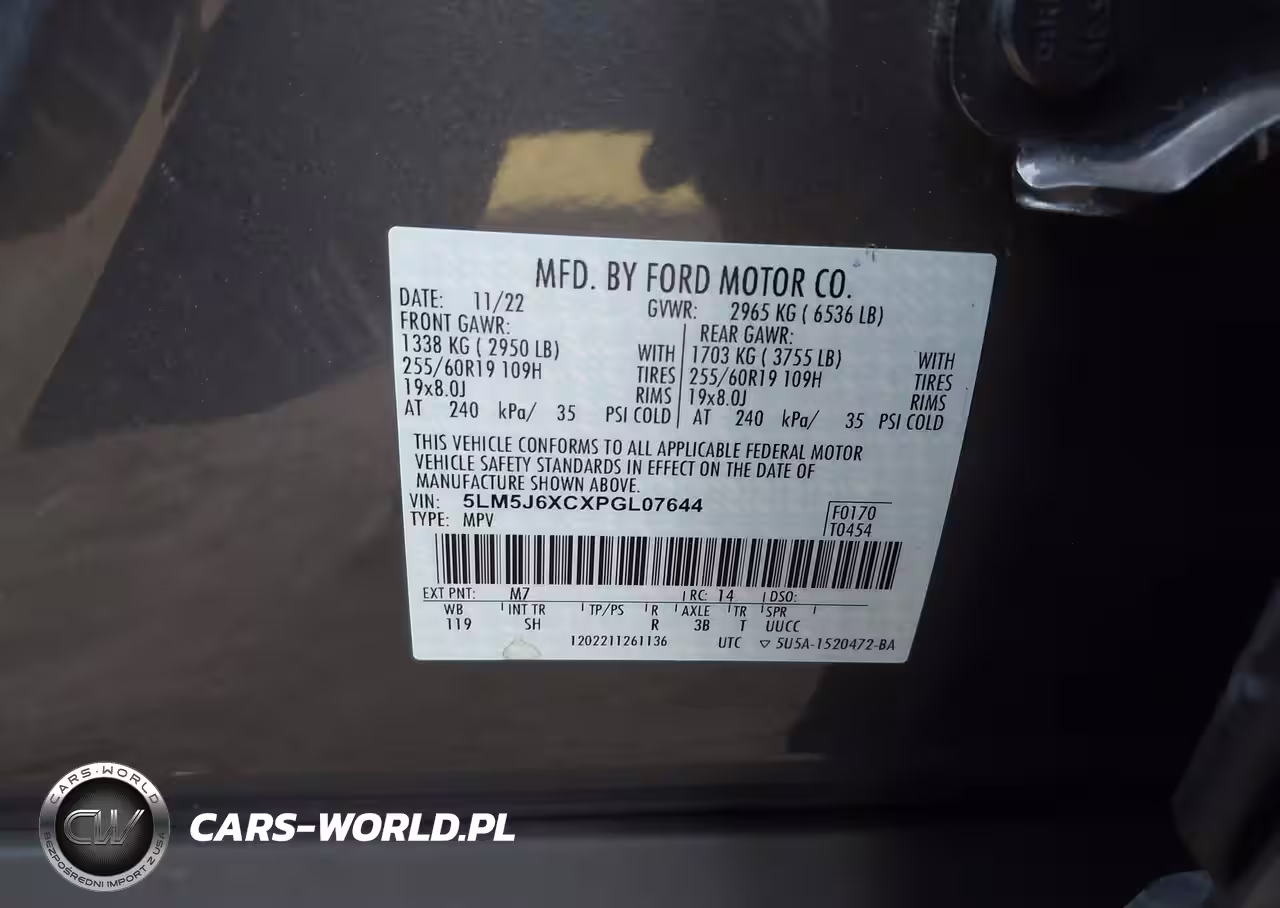 MFD. BY FORD MOTOR CO.
DATE: 11/22 GVWR: 2965 KG ( 6536 LB)
FRONT GAWR: REAR GAWR:
1338 KG ( 2950 LB) WITH 1703 KG ( 3755 LB) WITH
255/60R19 109H TIRES 255/60R19 109H TIRES
19x8.0J RIMS 19x8.0J RIMS
AT 240 kPa/ 35 PSI COLD AT 240 kPa/ 35 PSI COLD
THIS VEHICLE CONFORMS TO ALL APPLICABLE FEDERAL MOTOR
VEHICLE SAFETY STANDARDS IN EFFECT ON THE DATE OF
MANUFACTURE SHOWN ABOVE.
VIN: 5LM5J6XCXPGL07644
TYPE: MPV
F0170
T0454
EXT PNT: M7 RC: 14 DSO:
WB INT TR TP/PS R AXLE TR SPR
119 SH R 3B T UUCC
1202211261136 UTC ▽ 5U5A-1520472-BA
CARS-WORLD
CW
BEZPOŚREDNI IMPORT Z USA
CARS-WORLD.PL